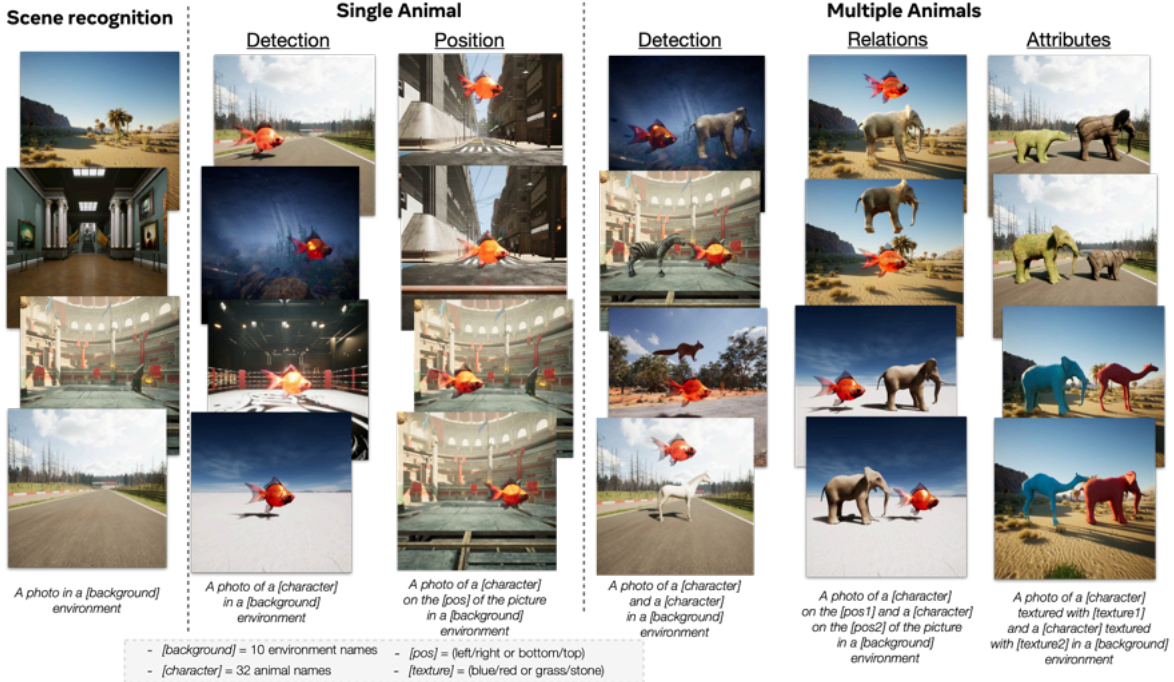 Scene recognition
Single Animal
Multiple Animals
Detection
Position
Detection
Relations
Attributes
A photo in a [background]
environment
A photo of a [character]
in a [background]
environment
A photo of a [character]
on the [pos] of the picture
in a [background]
environment
A photo of a [character]
and a [character]
in a [background]
environment
A photo of a [character]
on the [pos1] and a [character]
on the [pos2] of the picture
in a [background]
environment
A photo of a [character]
textured with [texture1]
and a [character] textured
with [texture2] in a [background]
environment
- [background] = 10 environment names
- [character] = 32 animal names
- [pos] = (left/right or bottom/top)
- [texture] = (blue/red or grass/stone)